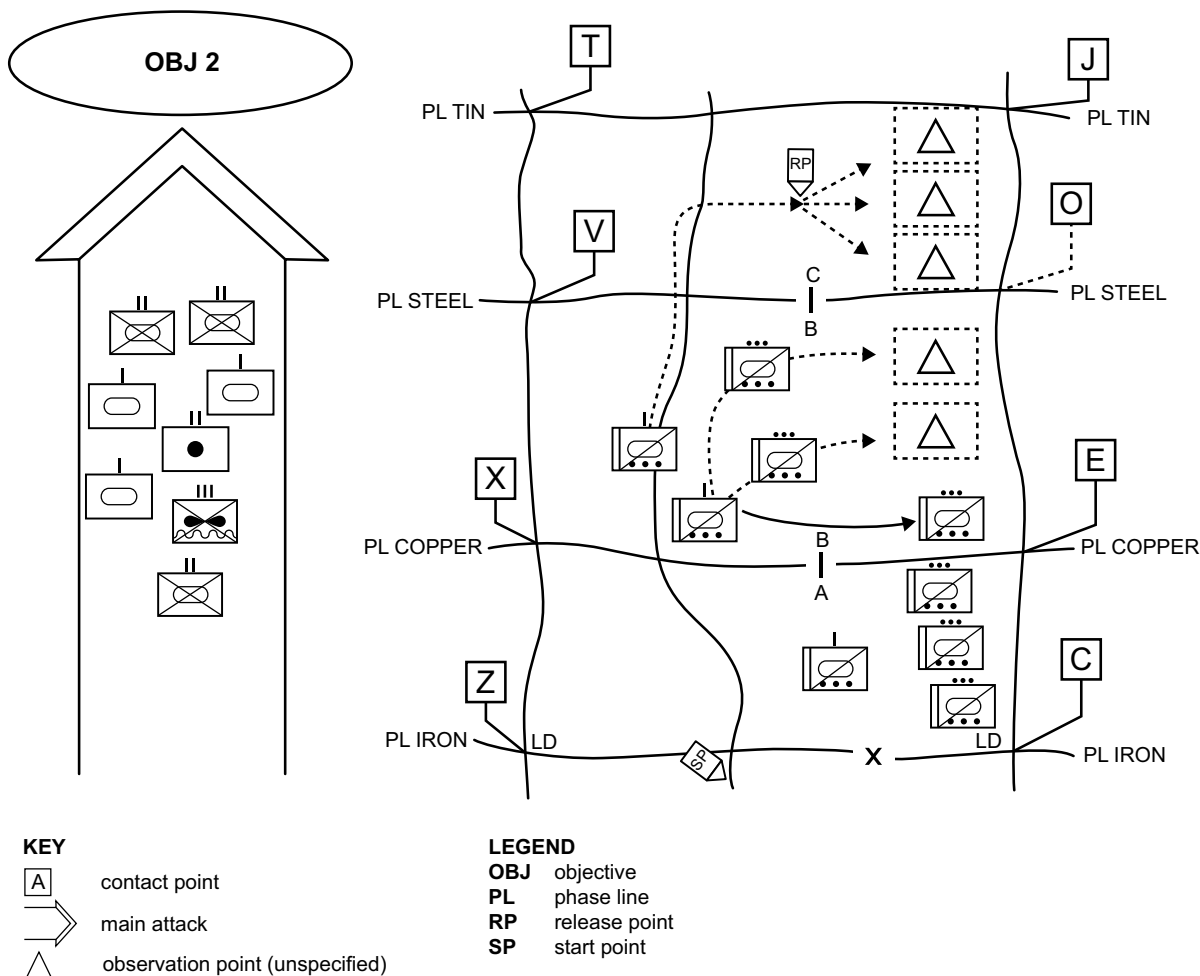 OBJ 2
T
J
PL TIN
PL TIN
RP
V
O
C
PL STEEL
PL STEEL
B
X
E
B
PL COPPER
PL COPPER
A
Z
C
PL IRON
LD
SP
X
LD
PL IRON
KEY
A contact point
main attack
observation point (unspecified)
LEGEND
OBJ objective
PL phase line
RP release point
SP start point